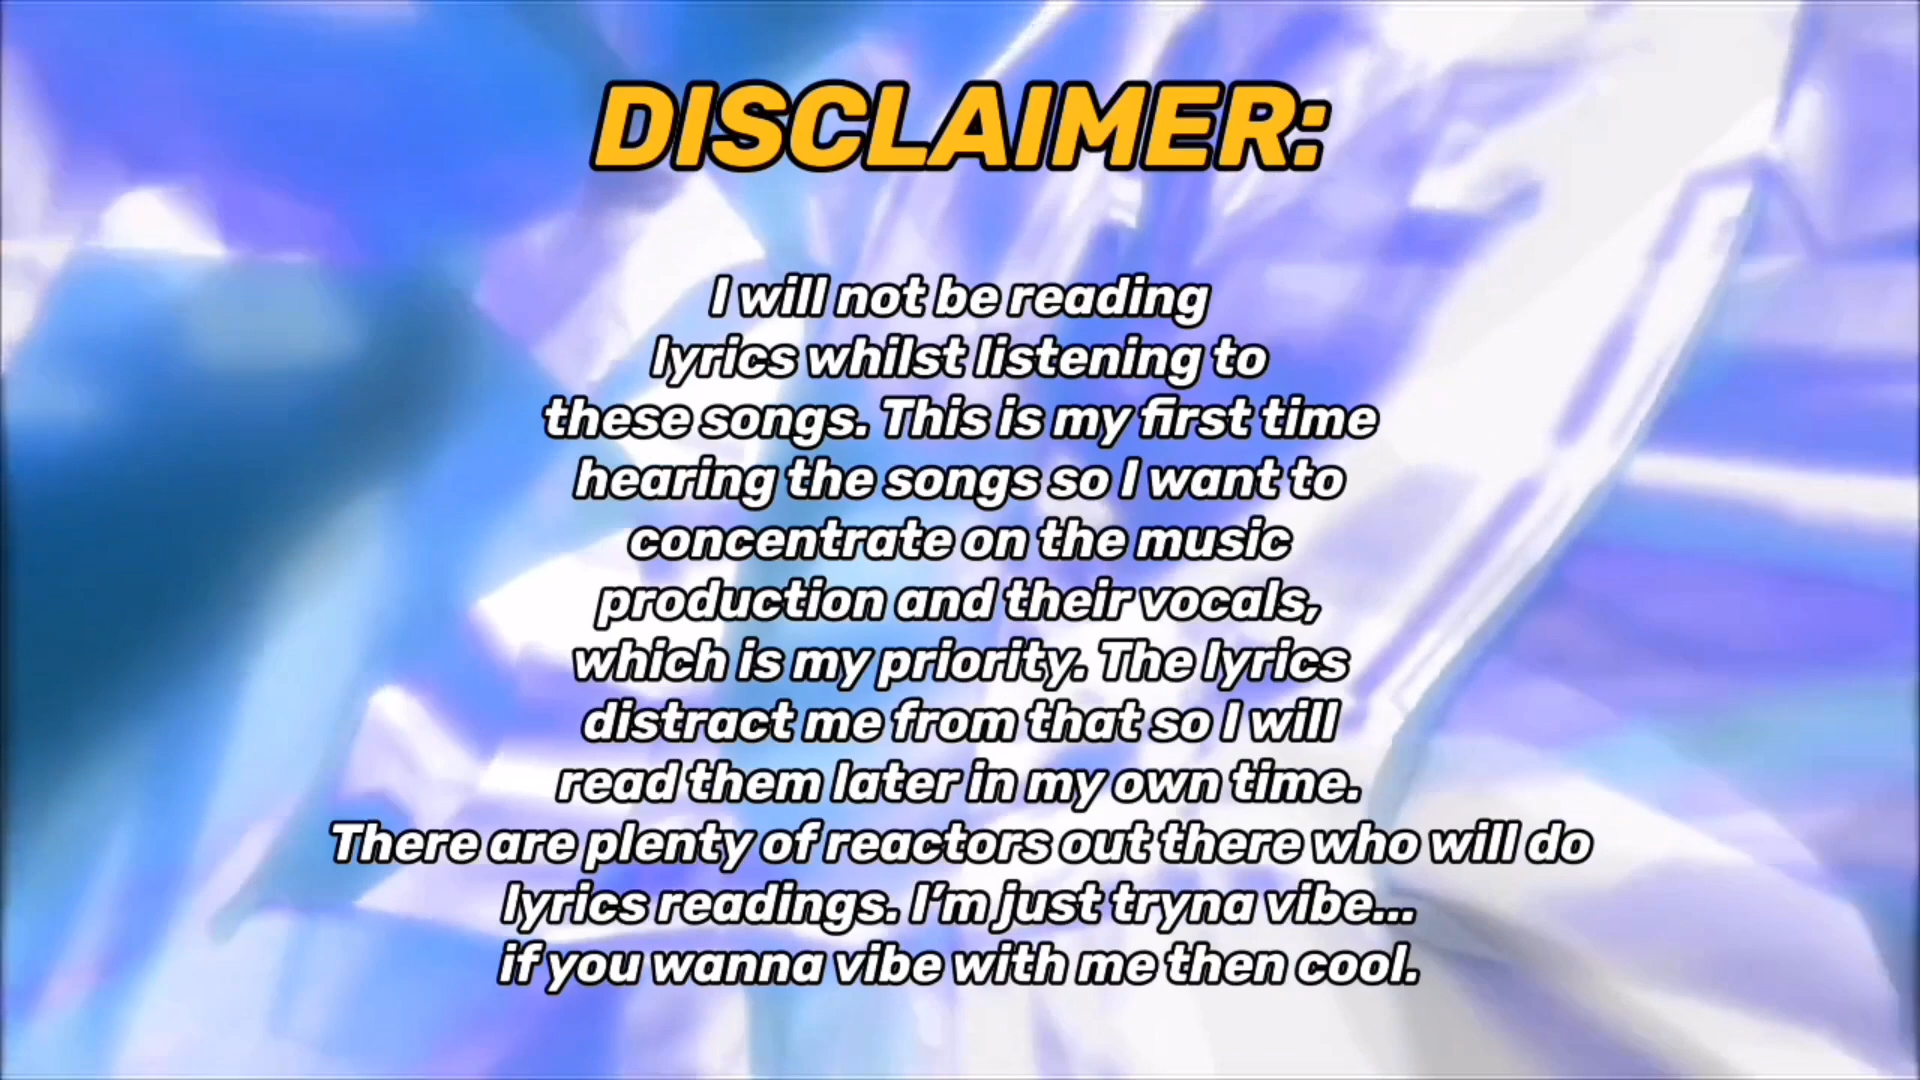 DISCLAIMER:
I will not be reading
lyrics whilst listening to
these songs. This is my first time
hearing the songs so I want to
concentrate on the music
production and their vocals,
which is my priority. The lyrics
distract me from that so I will
read them later in my own time.
There are plenty of reactors out there who will do
lyrics readings. I'm just tryna vibe...
if you wanna vibe with me then cool.